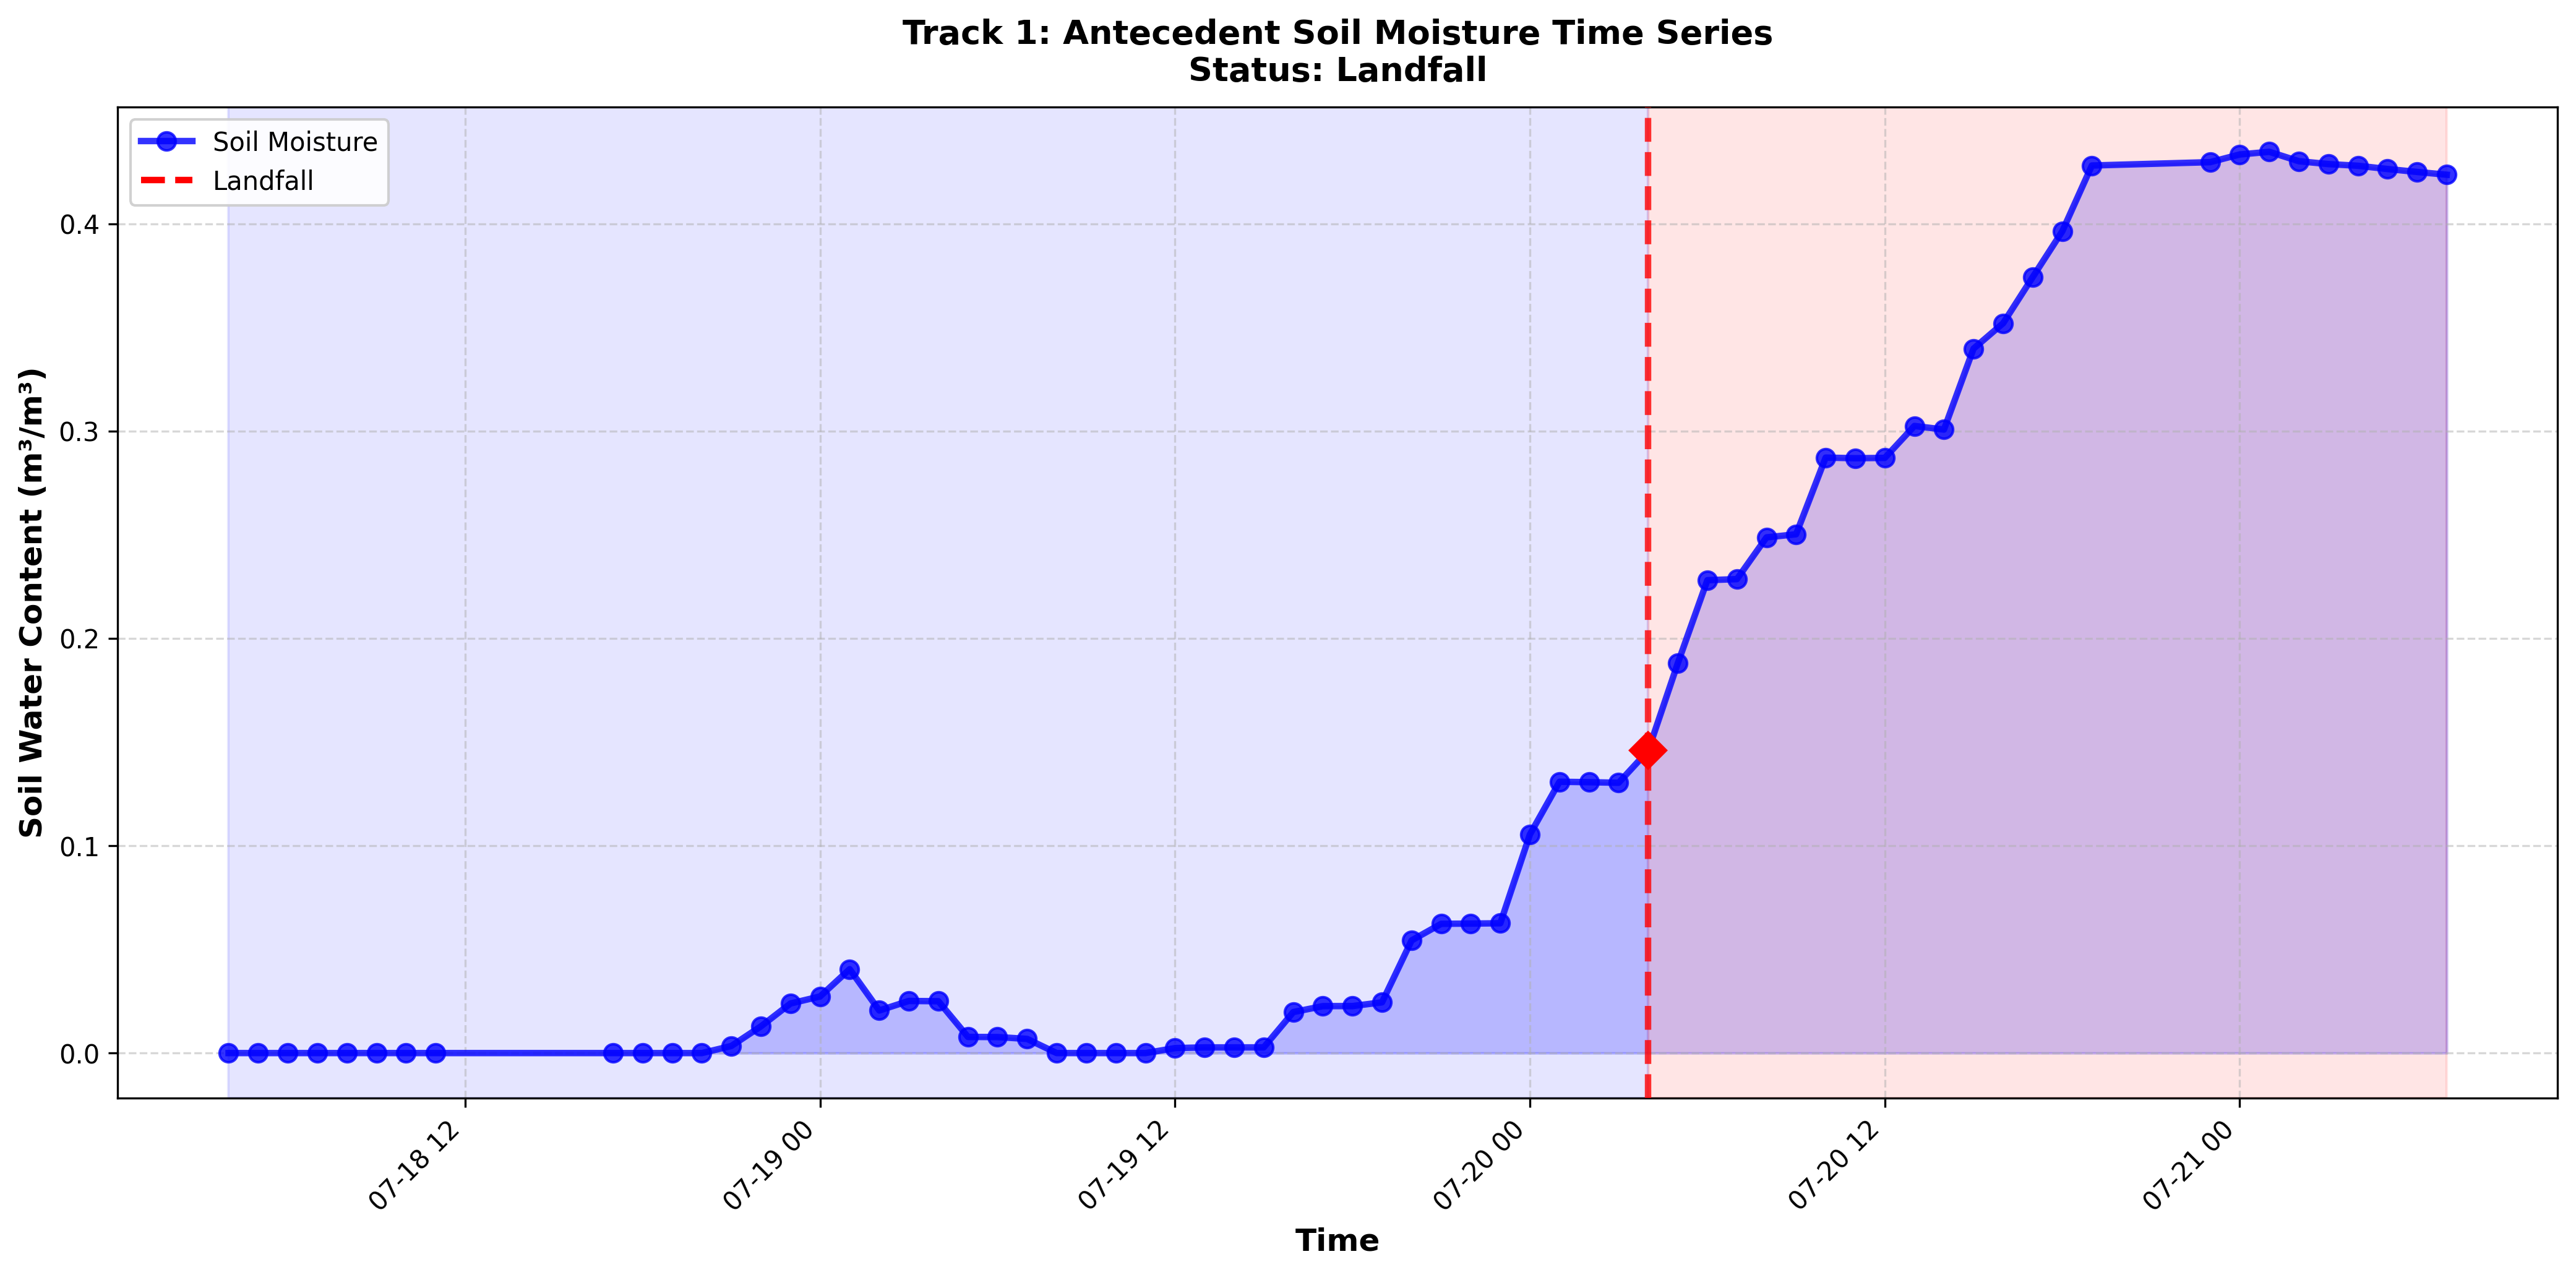 Track 1: Antecedent Soil Moisture Time Series
Status: Landfall
Soil Moisture
Landfall
Soil Water Content (m³/m³)
0.4
0.3
0.2
0.1
0.0
07-18 12
07-19 00
07-19 12
07-20 00
07-20 12
07-21 00
Time